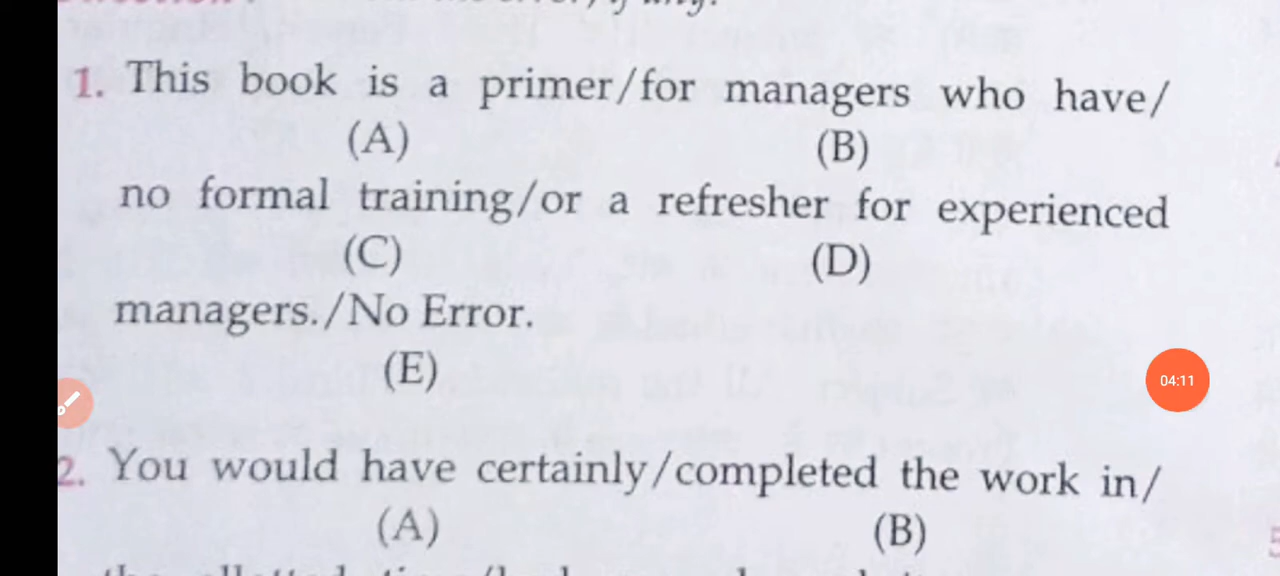 1. This book is a primer/for managers who have/
(A) (B)
no formal training/or a refresher for experienced
(C) (D)
managers./No Error.
(E)
04:11
2. You would have certainly/completed the work in/
(A) (B)